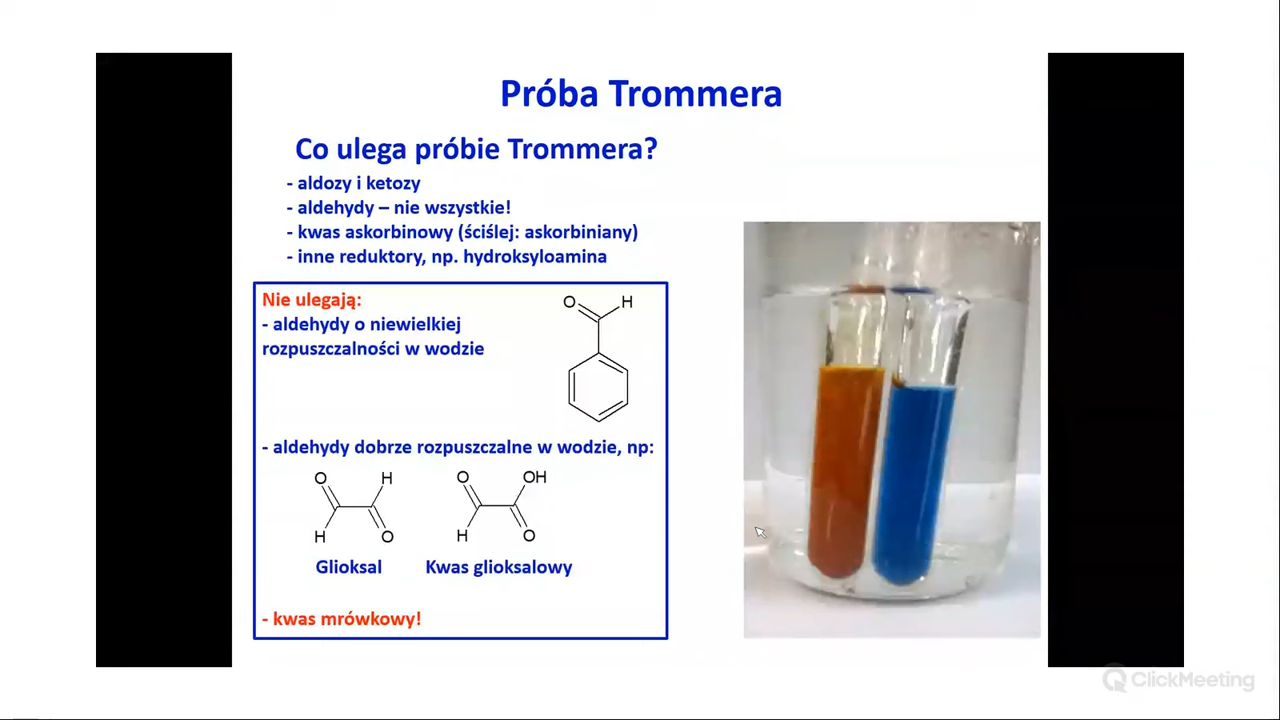 Próba Trommera
Co ulega próbie Trommera?
- aldozy i ketozy
- aldehydy – nie wszystkie!
- kwas askorbinowy (ściślej: askorbiniany)
- inne reduktory, np. hydroksyloamina
Nie ulegają:
- aldehydy o niewielkiej
rozpuszczalności w wodzie
O H
- aldehydy dobrze rozpuszczalne w wodzie, np:
O H O OH
H O H O
Glioksal Kwas glioksalowy
- kwas mrówkowy!
ClickMeeting